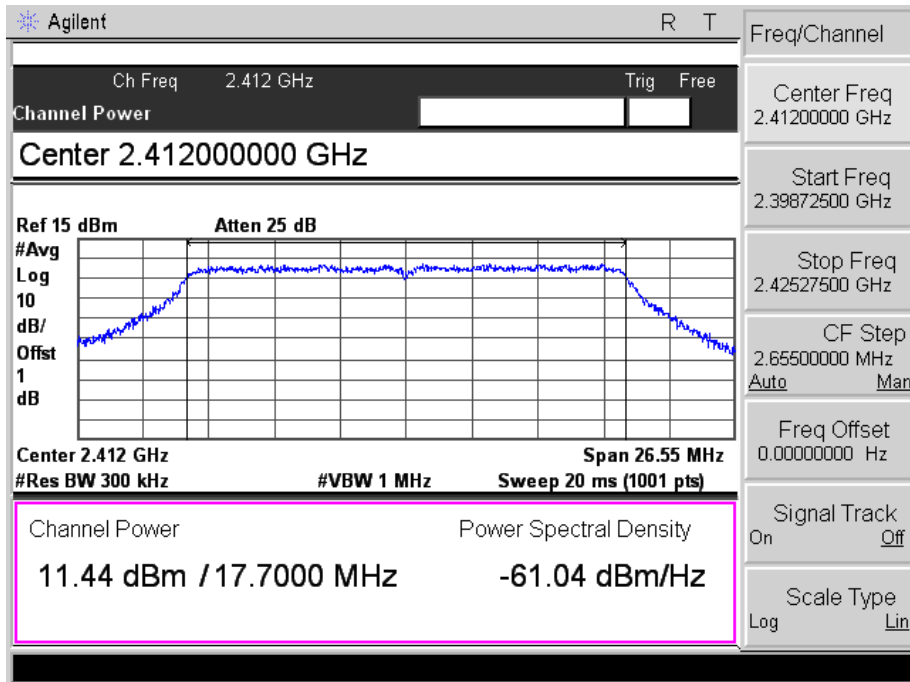 Agilent R T
Ch Freq 2.412 GHz Trig Free
Channel Power
Center 2.412000000 GHz
Ref 15 dBm Atten 25 dB
#Avg
Log
10
dB/
Offst
1
dB
Center 2.412 GHz Span 26.55 MHz
#Res BW 300 kHz #VBW 1 MHz Sweep 20 ms (1001 pts)
Channel Power Power Spectral Density
11.44 dBm / 17.7000 MHz -61.04 dBm/Hz
Freq/Channel
Center Freq
2.41200000 GHz
Start Freq
2.39872500 GHz
Stop Freq
2.42527500 GHz
CF Step
2.65500000 MHz
Auto Man
Freq Offset
0.00000000 Hz
Signal Track
On Off
Scale Type
Log Lin